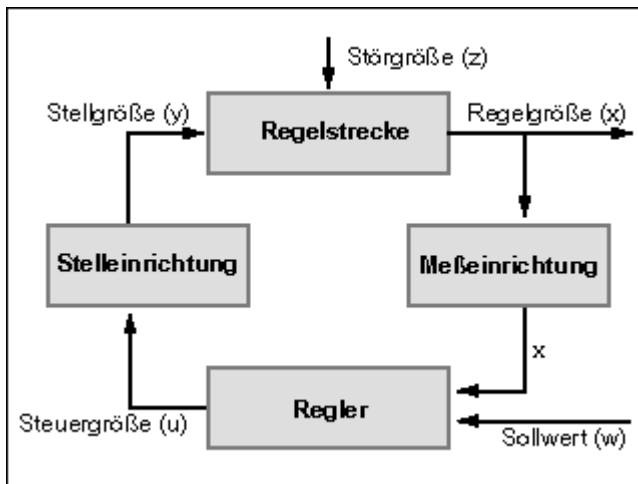 Störgröße (z)
Stellgröße (y)
Regelstrecke
Regelgröße (x)
Stelleinrichtung
Meßeinrichtung
x
Regler
Steuergröße (u)
Sollwert (w)